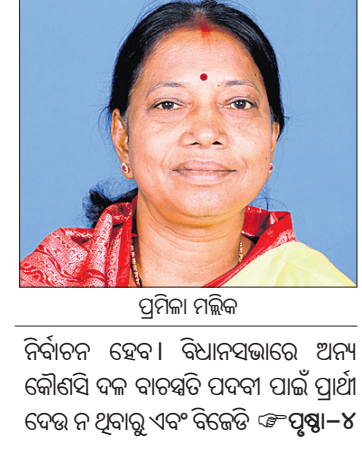 ପ୍ରମିଳା ମଲ୍ଲିକ
ନିର୍ବାଚନ ହେବ। ବିଧାନସଭାରେ ଅନ୍ୟ
କୌଣସି ଦଳ ବାଚସ୍ପତି ପଦବୀ ପାଇଁ ପ୍ରାର୍ଥୀ
ଦେଉ ନ ଥିବାରୁ ଏବଂ ବିଜେଡି ☞ପୃଷ୍ଠା-୪